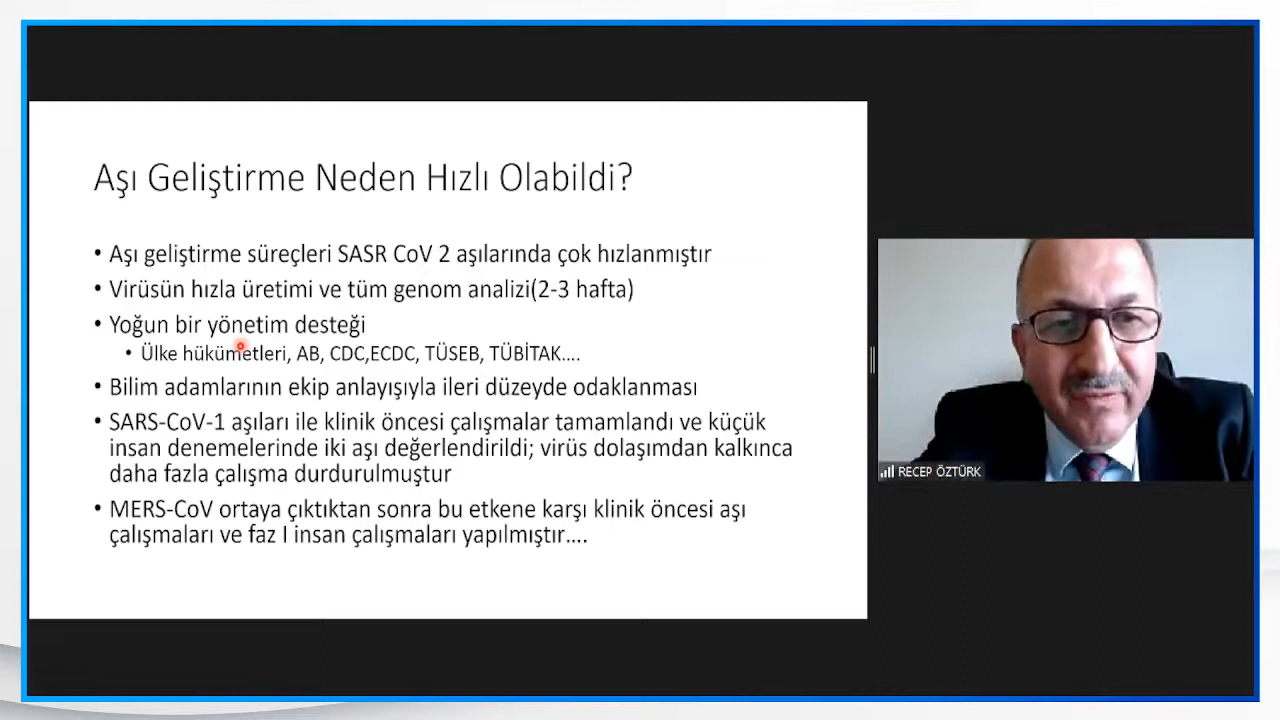 Aşı Geliştirme Neden Hızlı Olabildi?
• Aşı geliştirme süreçleri SASR CoV 2 aşılarında çok hızlanmıştır
• Virüsün hızla üretimi ve tüm genom analizi(2-3 hafta)
• Yoğun bir yönetim desteği
• Ülke hükümetleri, AB, CDC,ECDC, TÜSEB, TÜBİTAK....
• Bilim adamlarının ekip anlayışıyla ileri düzeyde odaklanması
• SARS-CoV-1 aşıları ile klinik öncesi çalışmalar tamamlandı ve küçük
insan denemelerinde iki aşı değerlendirildi; virüs dolaşımdan kalkınca
daha fazla çalışma durdurulmuştur
• MERS-CoV ortaya çıktıktan sonra bu etkene karşı klinik öncesi aşı
çalışmaları ve faz I insan çalışmaları yapılmıştır....
RECEP ÖZTÜRK